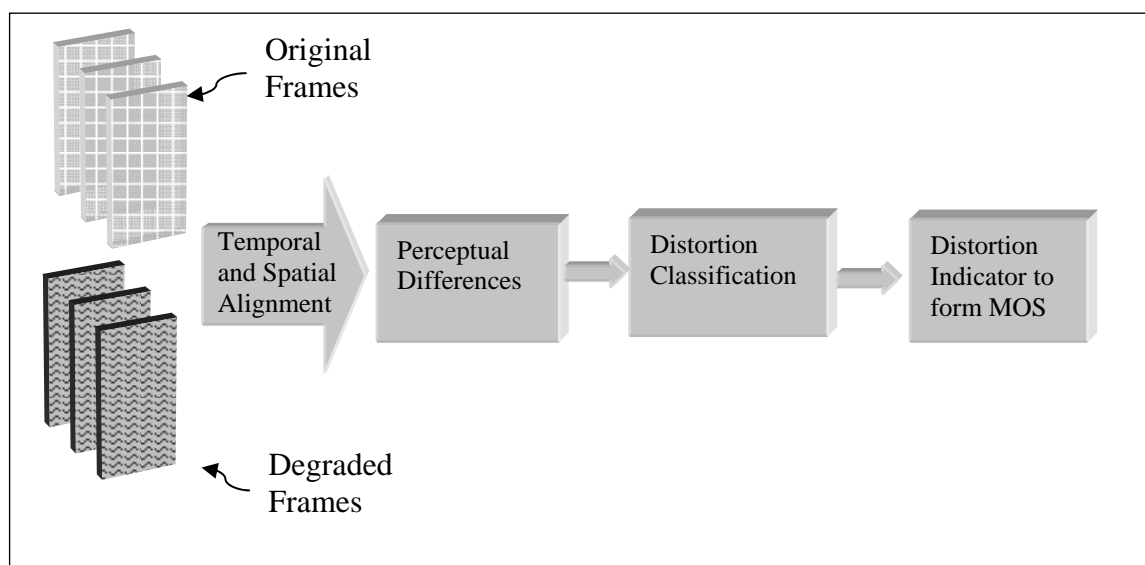 Original
Frames
Temporal
and Spatial
Alignment
Perceptual
Differences
Distortion
Classification
Distortion
Indicator to
form MOS
Degraded
Frames